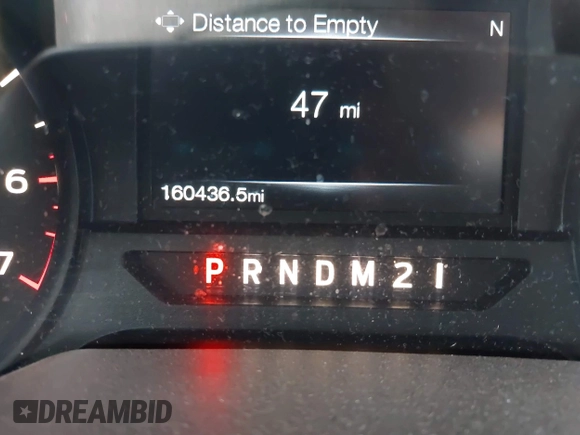 Distance to Empty N
47 mi
160436.5mi
6
P R N D M 2 1
7
DREAMBID